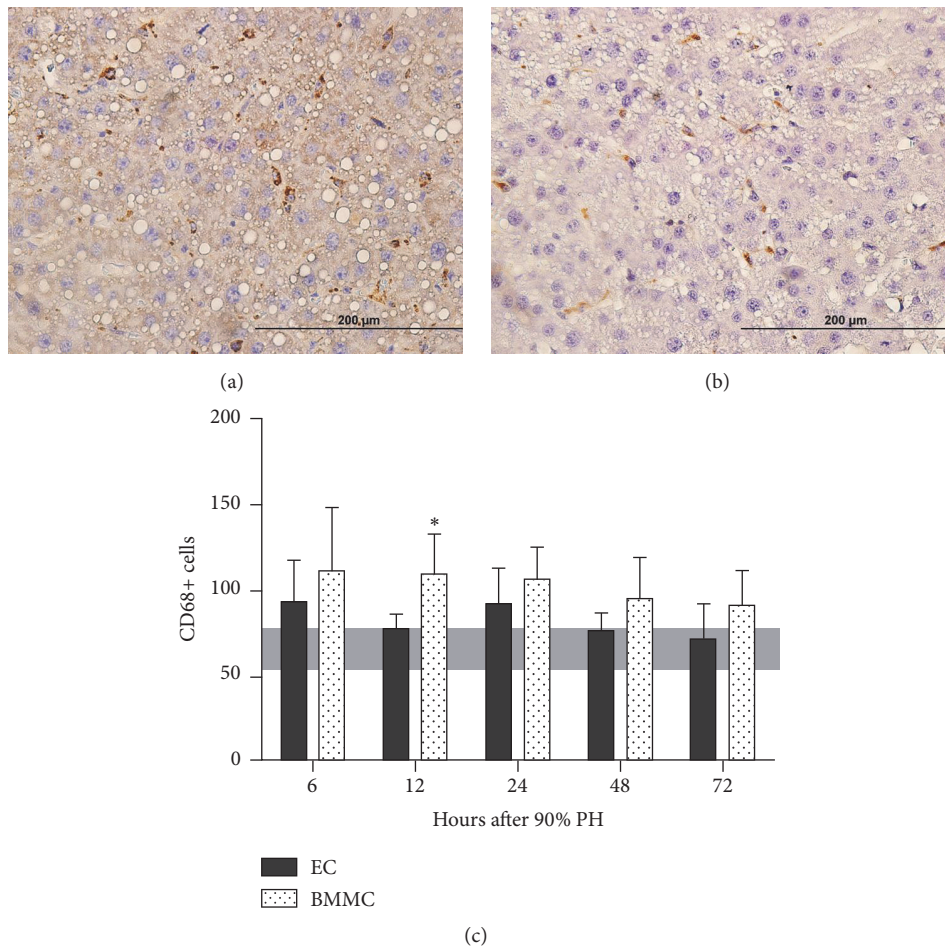 200 µm
200 µm
(a)
(b)
200
150
100
50
0
CD68+ cells
*
6 12 24 48 72
Hours after 90% PH
EC
BMMC
(c)